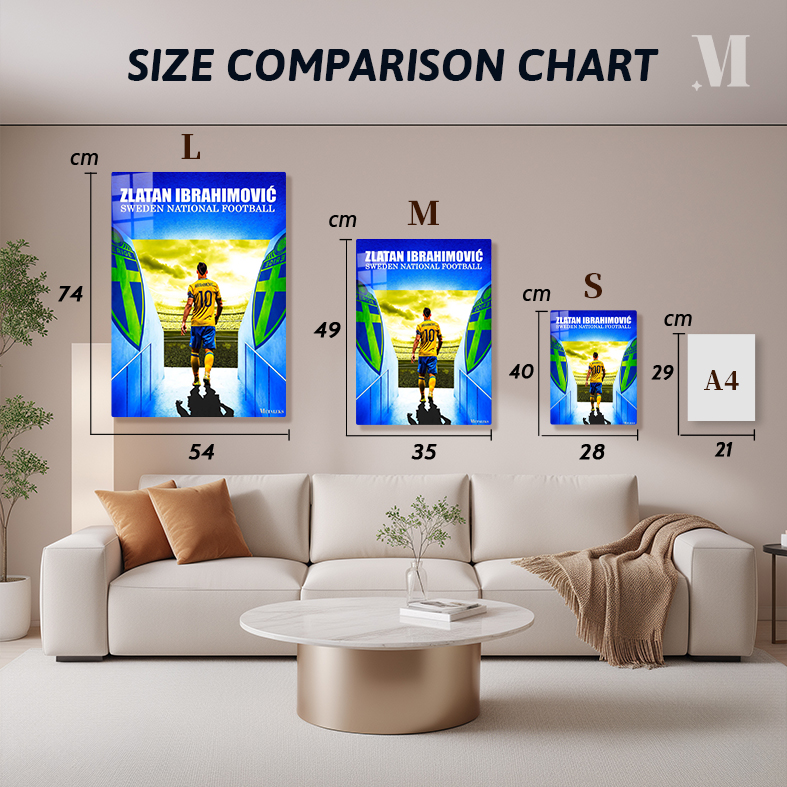 SIZE COMPARISON CHART
M
cm
L
ZLATAN IBRAHIMOVIĆ
SWEDEN NATIONAL FOOTBALL
10
74
54
cm
M
ZLATAN IBRAHIMOVIĆ
SWEDEN NATIONAL FOOTBALL
10
49
35
cm
S
ZLATAN IBRAHIMOVIĆ
SWEDEN NATIONAL FOOTBALL
10
40
28
cm
A4
29
21